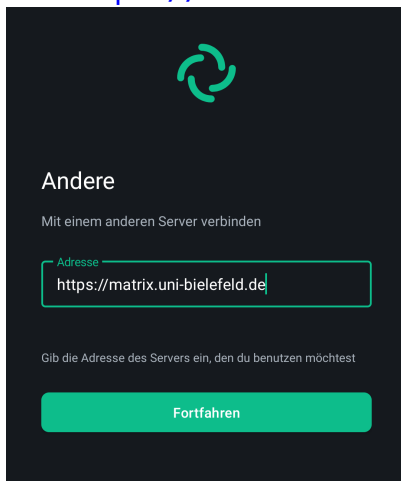 Andere
Mit einem anderen Server verbinden
Adresse
https://matrix.uni-bielefeld.de
Gib die Adresse des Servers ein, den du benutzen möchtest
Fortfahren